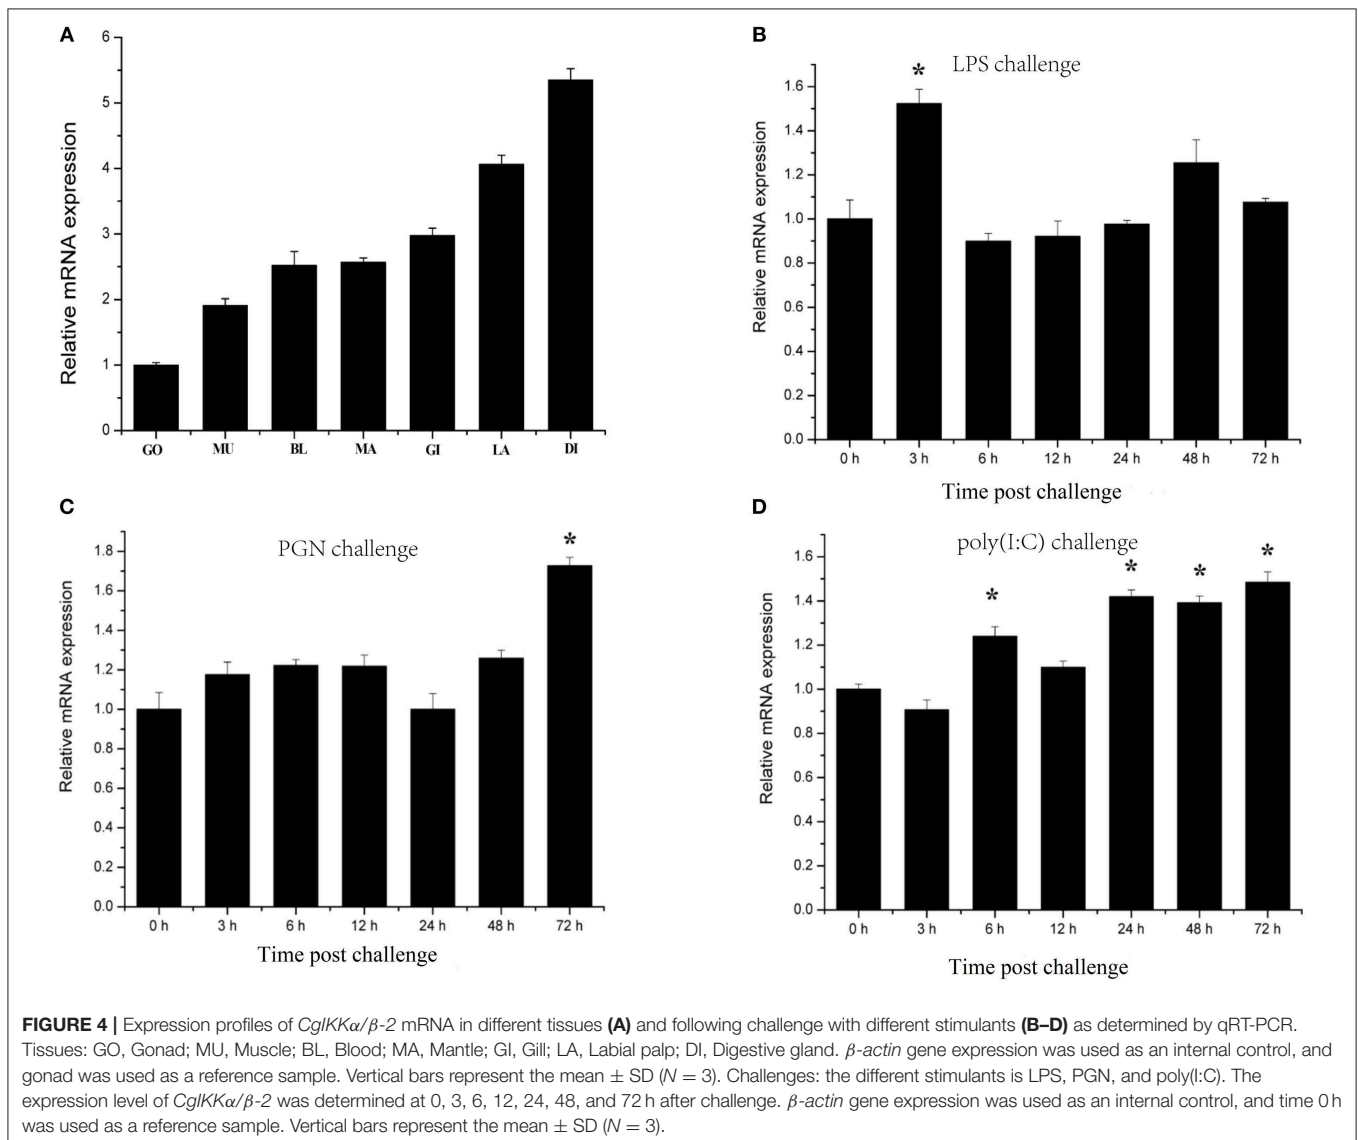 A
Relative mRNA expression
6
5
4
3
2
1
0
GO MU BL MA GI LA DI
B
LPS challenge
*
Relative mRNA expression
1.6
1.4
1.2
1.0
0.8
0.6
0.4
0.2
0.0
0 h 3 h 6 h 12 h 24 h 48 h 72 h
Time post challenge
C
PGN challenge
*
Relative mRNA expression
1.8
1.6
1.4
1.2
1.0
0.8
0.6
0.4
0.2
0.0
0 h 3 h 6 h 12 h 24 h 48 h 72 h
Time post challenge
D
poly(I:C) challenge
* * * *
Relative mRNA expression
1.6
1.4
1.2
1.0
0.8
0.6
0.4
0.2
0.0
0 h 3 h 6 h 12 h 24 h 48 h 72 h
Time post challenge
FIGURE 4 | Expression profiles of CgIKKα/β-2 mRNA in different tissues (A) and following challenge with different stimulants (B–D) as determined by qRT-PCR.
Tissues: GO, Gonad; MU, Muscle; BL, Blood; MA, Mantle; GI, Gill; LA, Labial palp; DI, Digestive gland. β-actin gene expression was used as an internal control, and
gonad was used as a reference sample. Vertical bars represent the mean ± SD (N = 3). Challenges: the different stimulants is LPS, PGN, and poly(I:C). The
expression level of CgIKKα/β-2 was determined at 0, 3, 6, 12, 24, 48, and 72 h after challenge. β-actin gene expression was used as an internal control, and time 0 h
was used as a reference sample. Vertical bars represent the mean ± SD (N = 3).